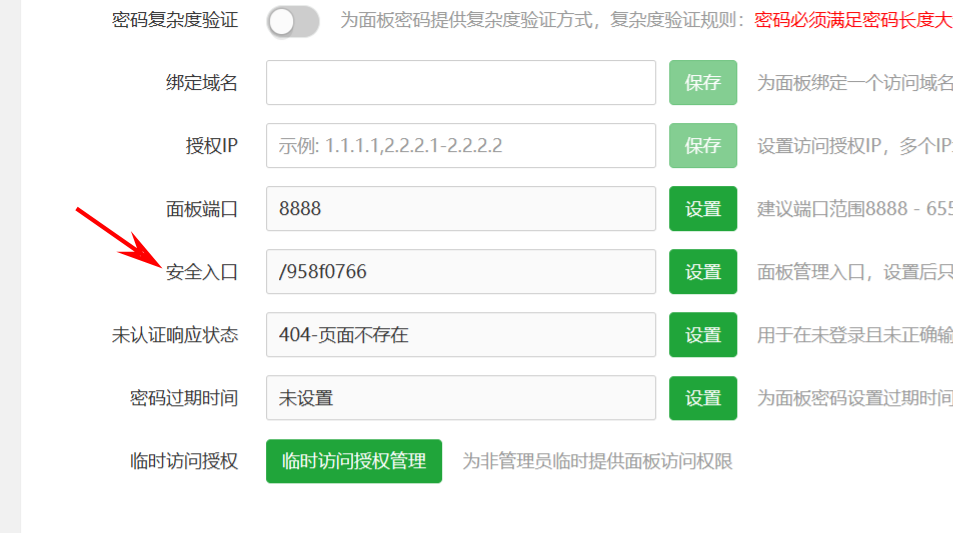 密码复杂度验证 为面板密码提供复杂度验证方式，复杂度验证规则：密码必须满足密码长度大
绑定域名 保存 为面板绑定一个访问域名
授权IP 示例: 1.1.1.1,2.2.2.1-2.2.2.2 保存 设置访问授权IP，多个IP
面板端口 8888 设置 建议端口范围8888 - 655
安全入口 /958f0766 设置 面板管理入口，设置后只
未认证响应状态 404-页面不存在 设置 用于在未登录且未正确输
密码过期时间 未设置 设置 为面板密码设置过期时间
临时访问授权 临时访问授权管理 为非管理员临时提供面板访问权限